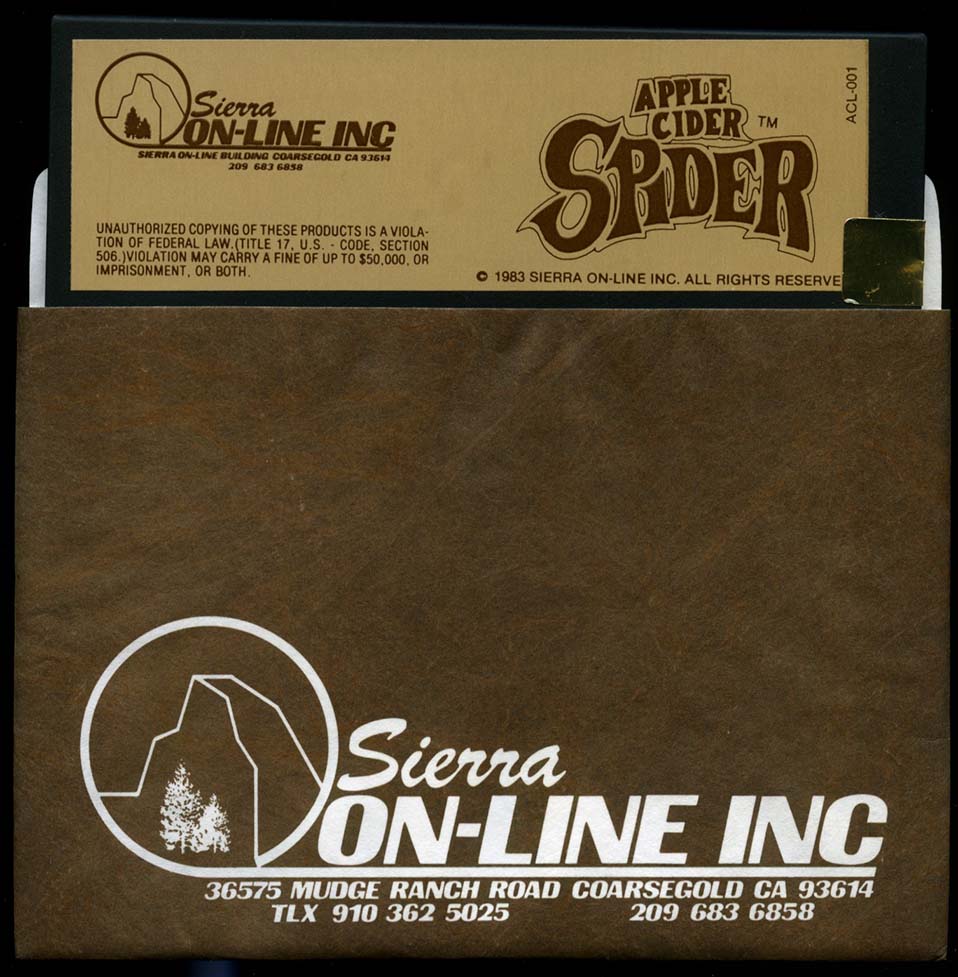 Sierra
ON-LINE INC
SIERRA ON-LINE BUILDING COARSEGOLD CA 93614
209 683 6858
UNAUTHORIZED COPYING OF THESE PRODUCTS IS A VIOLA-
TION OF FEDERAL LAW.(TITLE 17, U.S. - CODE, SECTION
506.)VIOLATION MAY CARRY A FINE OF UP TO $50,000, OR
IMPRISONMENT, OR BOTH.
APPLE
CIDER TM
SPIDER
© 1983 SIERRA ON-LINE INC. ALL RIGHTS RESERVE
ACL-001
Sierra
ON-LINE INC
36575 MUDGE RANCH ROAD COARSEGOLD CA 93614
TLX 910 362 5025 209 683 6858